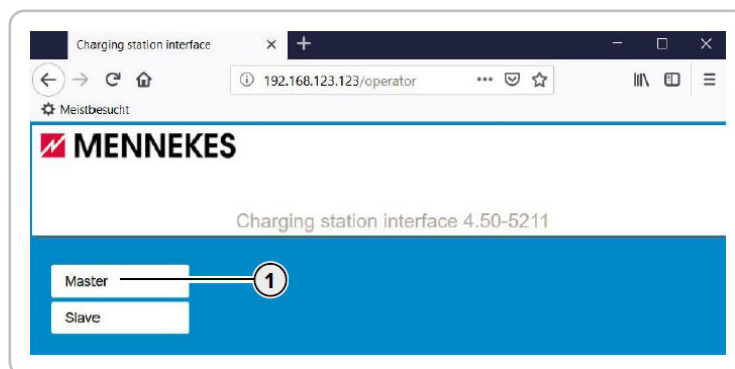 Charging station interface
192.168.123.123/operator
Meistbesucht
MENNEKES
Charging station interface 4.50-5211
Master
1
Slave